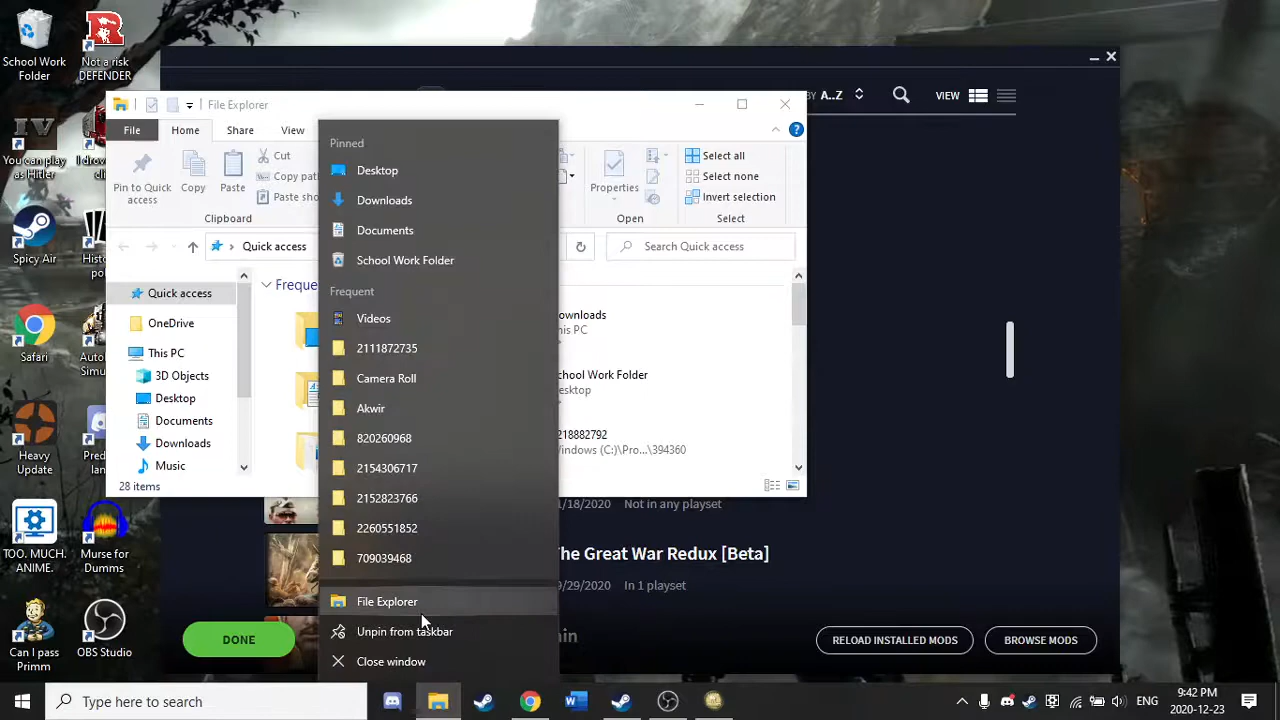 School Work
Folder
Not a risk
DEFENDER
You can play
as Hitler
I drov
Spicy Air
Safari
Heavy
Update
TOO. MUCH.
ANIME.
Murse for
Dumms
Can I pass
Primm
OBS Studio
A..Z
VIEW
File Explorer
File
Home
Share
View
Pin to Quick
access
Copy
Paste
Cut
Copy pat
Paste sho
Clipboard
Properties
Open
Select all
Select none
Invert selection
Select
Quick access
Search Quick access
Quick access
OneDrive
This PC
3D Objects
Desktop
Documents
Downloads
Music
28 items
Freque
ownloads
his PC
chool Work Folder
esktop
218882792
indows (C:)\Pro...\394360
Pinned
Desktop
Downloads
Documents
School Work Folder
Frequent
Videos
2111872735
Camera Roll
Akwir
820260968
2154306717
2152823766
2260551852
709039468
File Explorer
Unpin from taskbar
Close window
1/18/2020 Not in any playset
he Great War Redux [Beta]
9/29/2020 In 1 playset
DONE
RELOAD INSTALLED MODS
BROWSE MODS
Type here to search
ENG
9:42 PM
2020-12-23